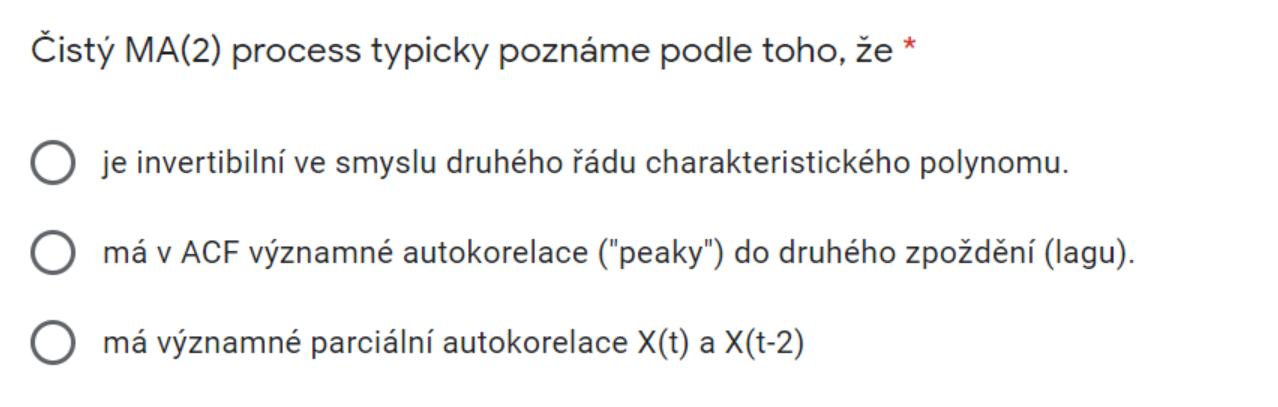 Čistý MA(2) process typicky poznáme podle toho, že *
je invertibilní ve smyslu druhého řádu charakteristického polynomu.
má v ACF významné autokorelace ("peaky") do druhého zpoždění (lagu).
má významné parciální autokorelace X(t) a X(t-2)